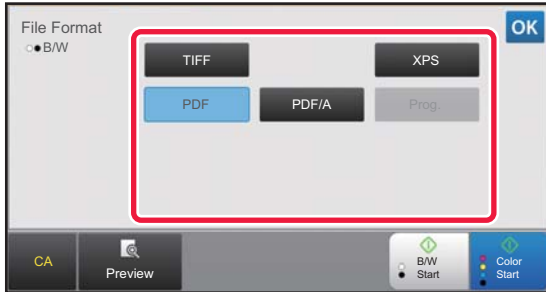 File Format
OK
B/W
TIFF
XPS
PDF
PDF/A
Prog.
CA
Preview
B/W
Start
Color
Start